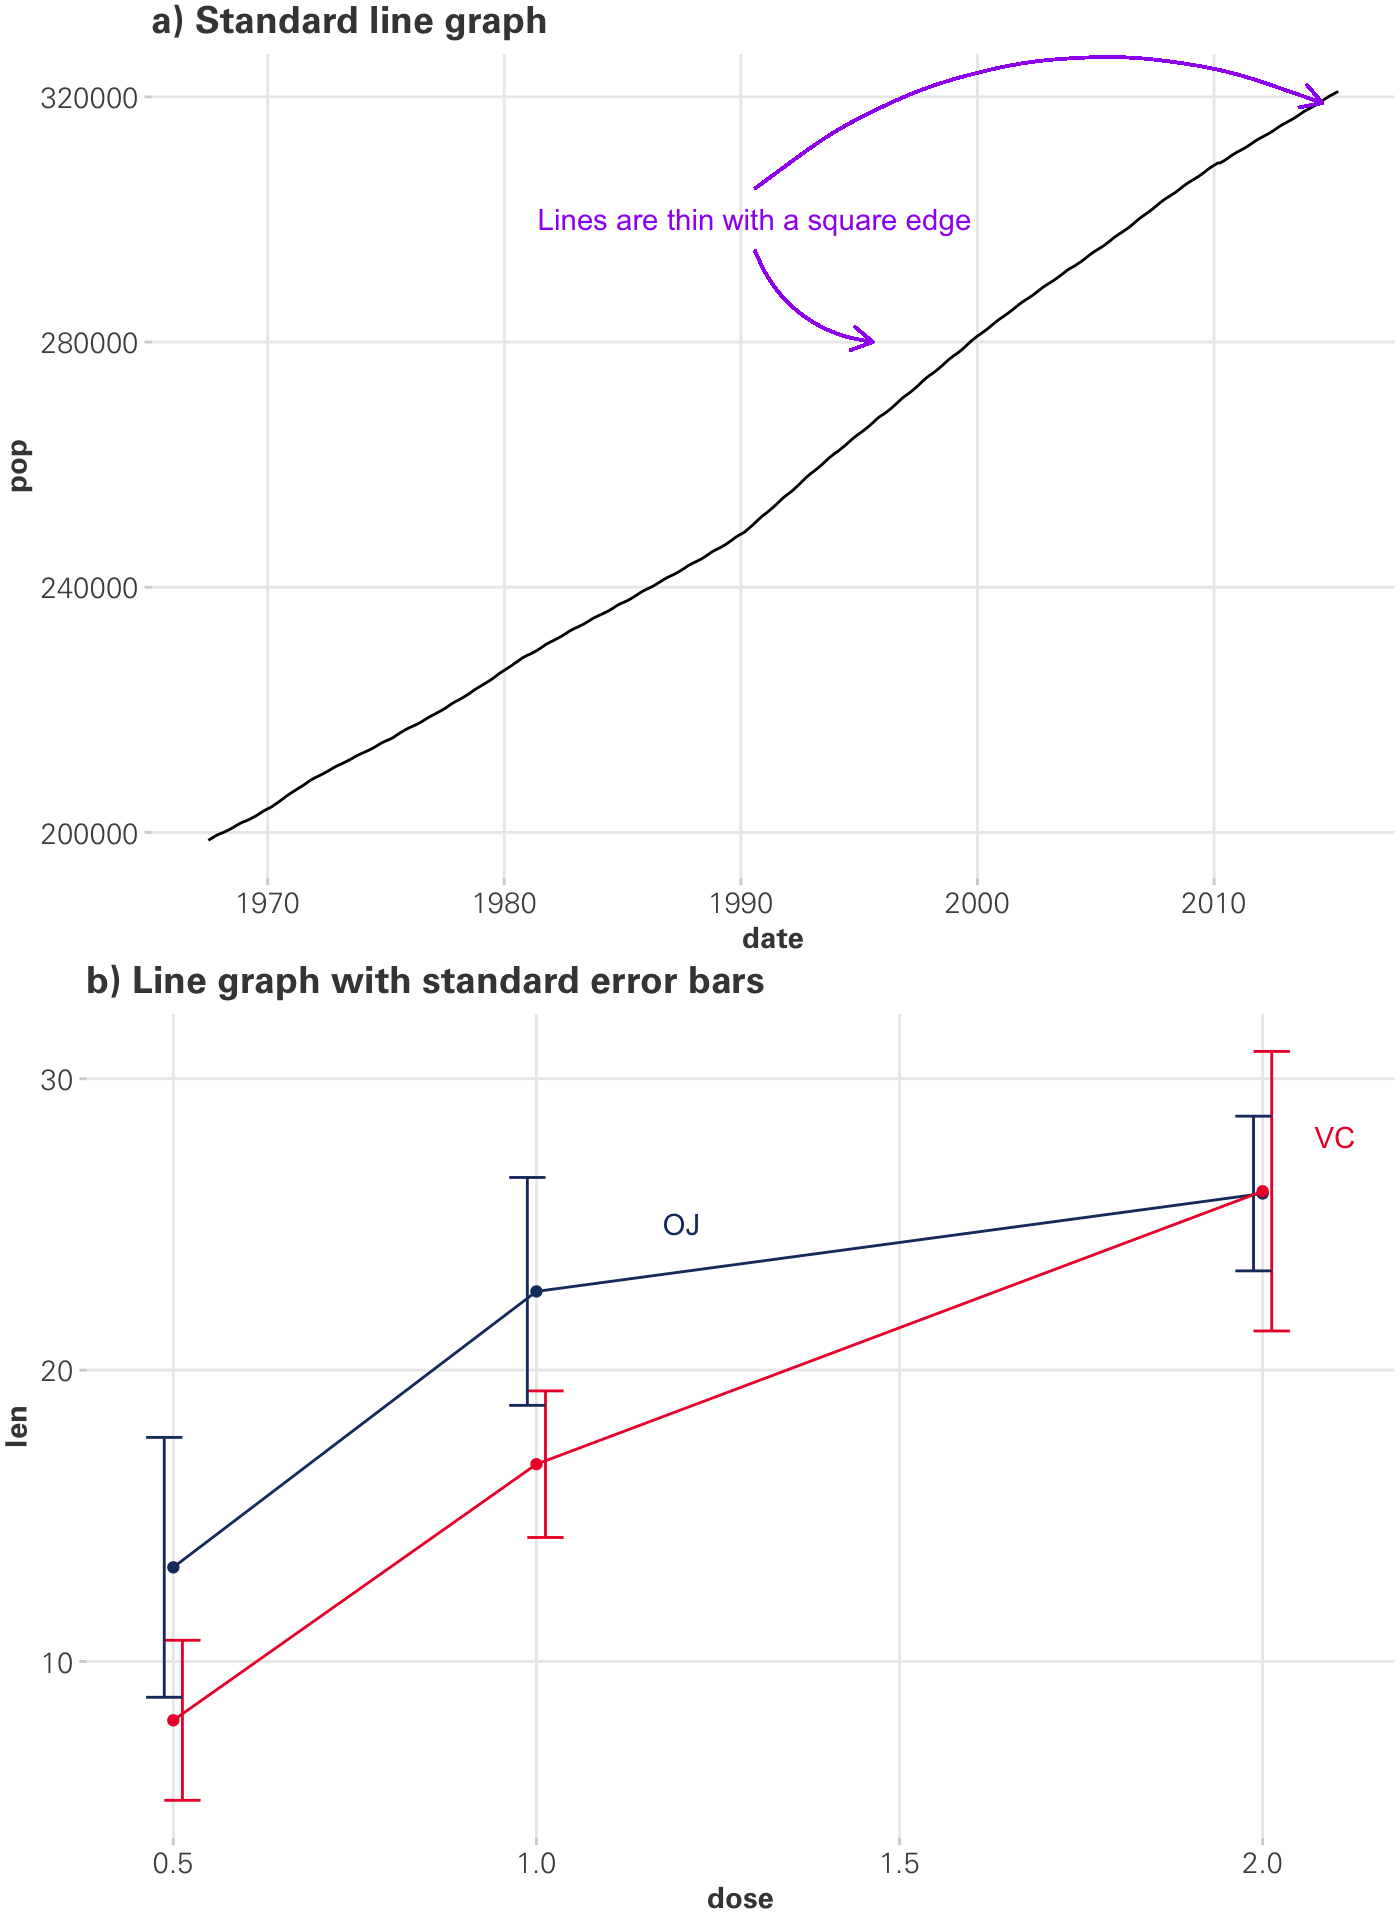 a) Standard line graph
320000
280000
240000
200000
pop
Lines are thin with a square edge
1970 1980 1990 2000 2010
date
b) Line graph with standard error bars
30
20
10
len
VC
OJ
0.5 1.0 1.5 2.0
dose